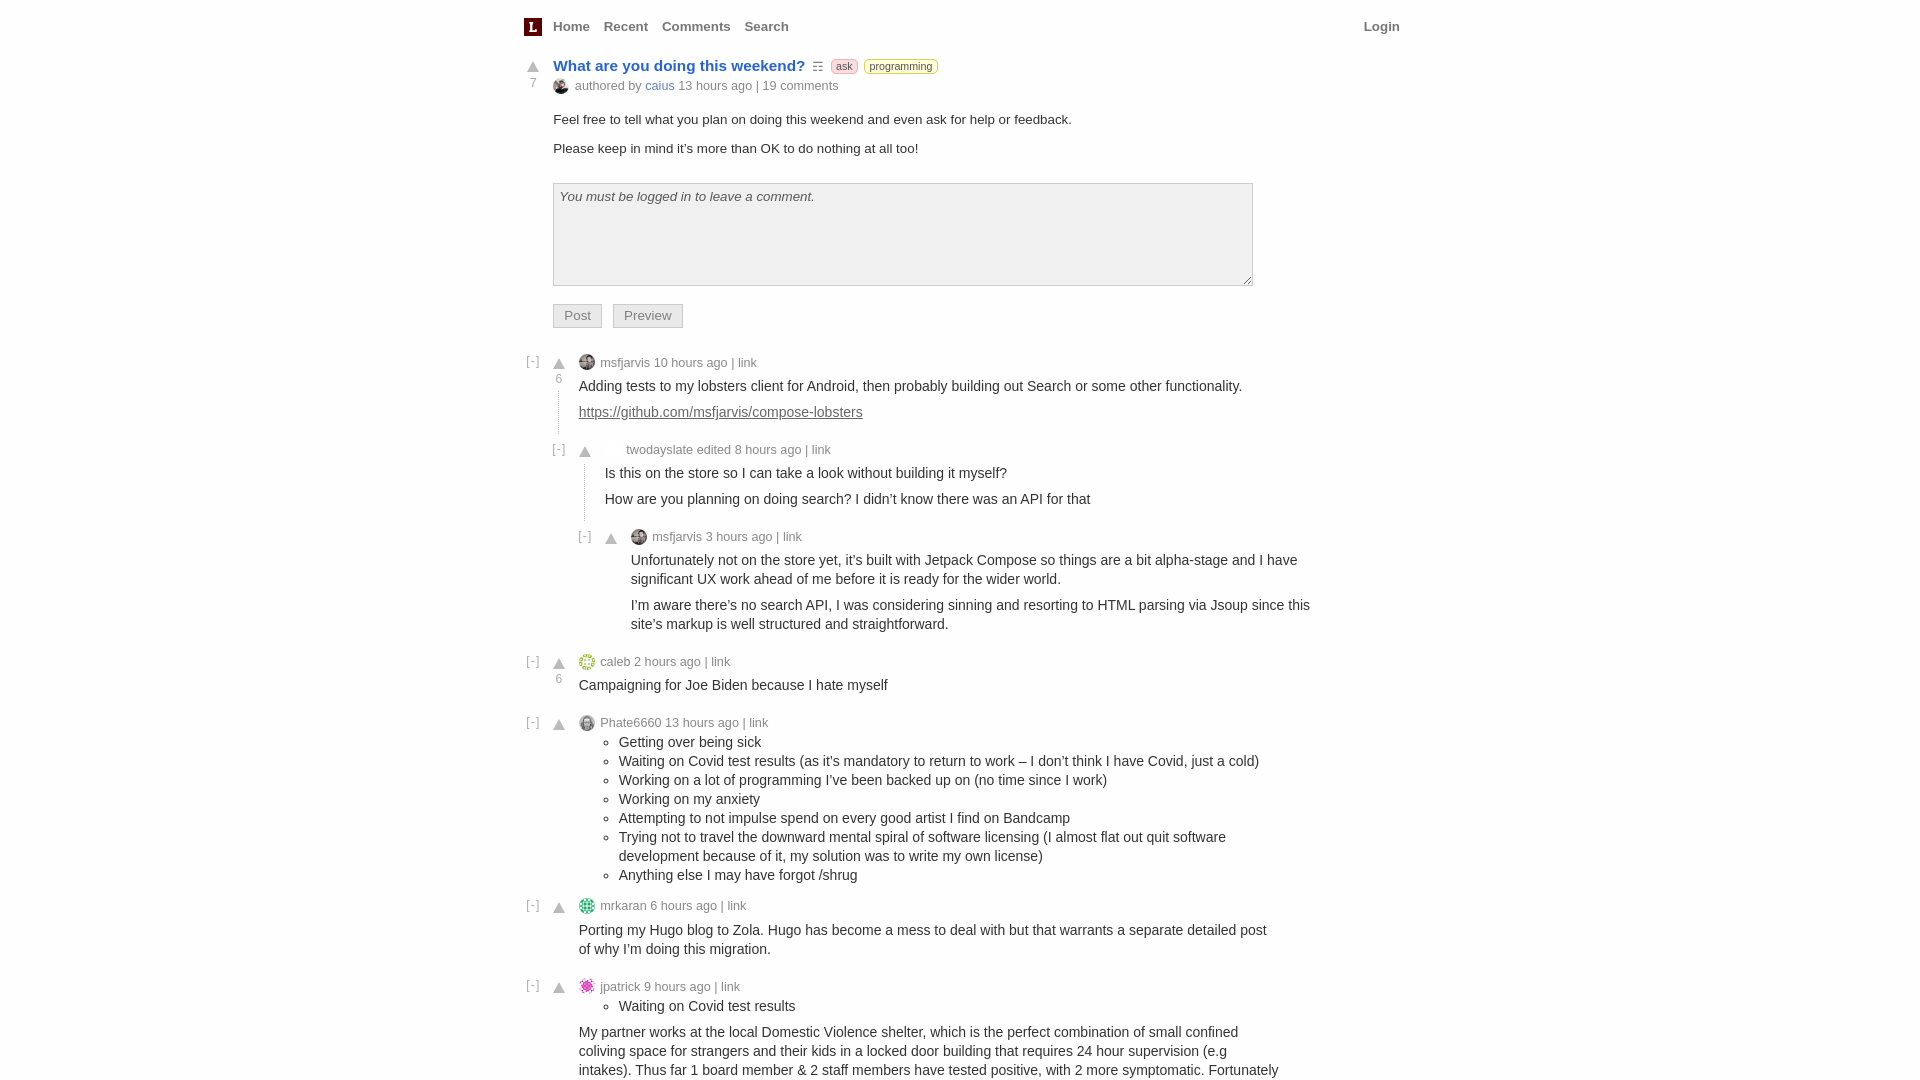 L Home Recent Comments Search Login
What are you doing this weekend? ☶ ask programming
7 authored by caius 13 hours ago | 19 comments
Feel free to tell what you plan on doing this weekend and even ask for help or feedback.
Please keep in mind it’s more than OK to do nothing at all too!
You must be logged in to leave a comment.
Post Preview
[-] msfjarvis 10 hours ago | link
6 Adding tests to my lobsters client for Android, then probably building out Search or some other functionality.
https://github.com/msfjarvis/compose-lobsters
[-] twodayslate edited 8 hours ago | link
Is this on the store so I can take a look without building it myself?
How are you planning on doing search? I didn’t know there was an API for that
[-] msfjarvis 3 hours ago | link
Unfortunately not on the store yet, it’s built with Jetpack Compose so things are a bit alpha-stage and I have
significant UX work ahead of me before it is ready for the wider world.
I’m aware there’s no search API, I was considering sinning and resorting to HTML parsing via Jsoup since this
site’s markup is well structured and straightforward.
[-] caleb 2 hours ago | link
6 Campaigning for Joe Biden because I hate myself
[-] Phate6660 13 hours ago | link
Getting over being sick
Waiting on Covid test results (as it’s mandatory to return to work – I don’t think I have Covid, just a cold)
Working on a lot of programming I’ve been backed up on (no time since I work)
Working on my anxiety
Attempting to not impulse spend on every good artist I find on Bandcamp
Trying not to travel the downward mental spiral of software licensing (I almost flat out quit software
development because of it, my solution was to write my own license)
Anything else I may have forgot /shrug
[-] mrkaran 6 hours ago | link
Porting my Hugo blog to Zola. Hugo has become a mess to deal with but that warrants a separate detailed post
of why I’m doing this migration.
[-] jpatrick 9 hours ago | link
Waiting on Covid test results
My partner works at the local Domestic Violence shelter, which is the perfect combination of small confined
coliving space for strangers and their kids in a locked door building that requires 24 hour supervision (e.g
intakes). Thus far 1 board member & 2 staff members have tested positive, with 2 more symptomatic. Fortunately